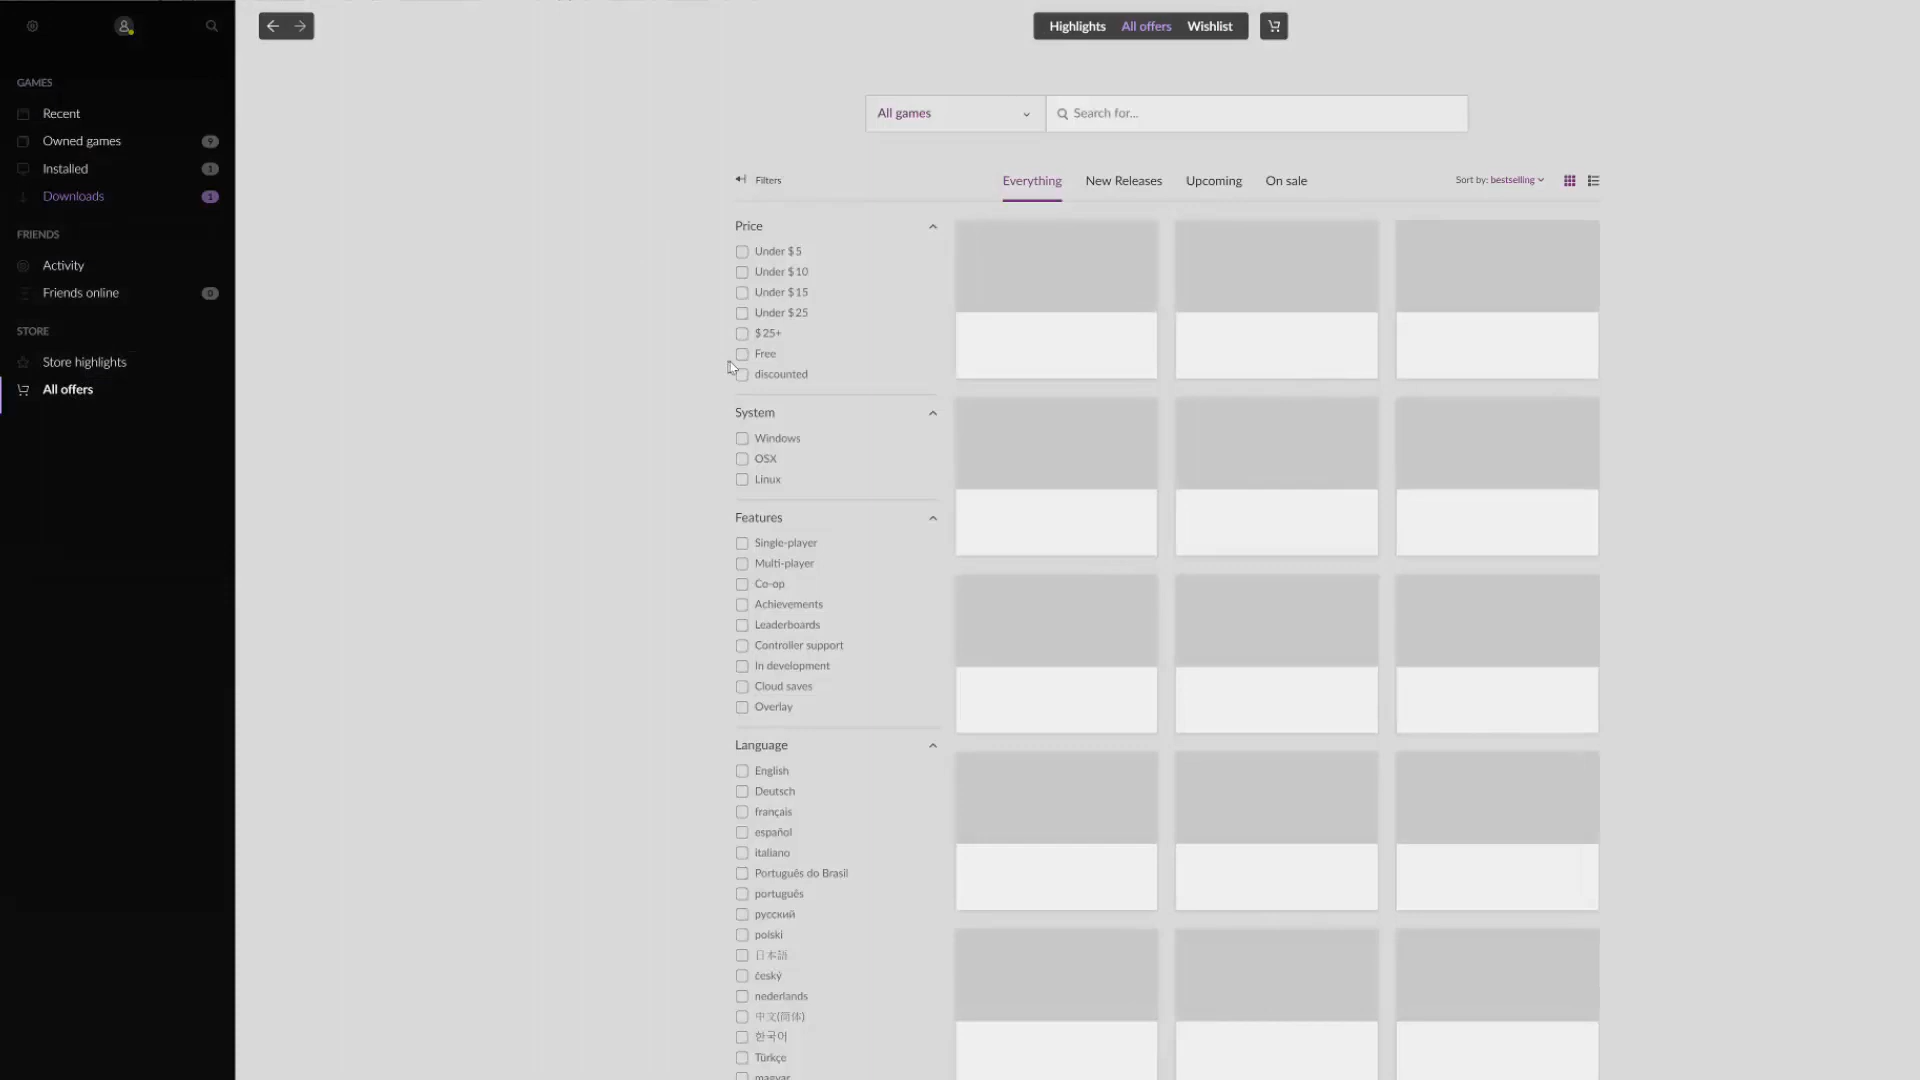 Highlights All offers Wishlist
GAMES
Recent
Owned games 9
Installed 1
Downloads 1
FRIENDS
Activity
Friends online 0
STORE
Store highlights
All offers
All games
Search for...
Filters
Everything New Releases Upcoming On sale
Sort by: bestselling
Price
Under $5
Under $10
Under $15
Under $25
$25+
Free
discounted
System
Windows
OSX
Linux
Features
Single-player
Multi-player
Co-op
Achievements
Leaderboards
Controller support
In development
Cloud saves
Overlay
Language
English
Deutsch
français
español
italiano
Português do Brasil
português
русский
polski
日本語
český
nederlands
中文(简体)
한국어
Türkçe
magyar